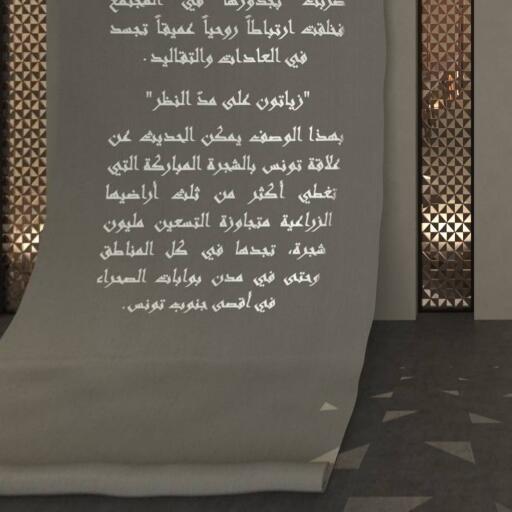 ضربت بجذورها في المجتمع
فخلقت ارتباطاً روحياً عميقاً تجسد
في العادات والتقاليد.
"زياتون على مدّ النظر"
بهذا الوصف يمكن الحديث عن
علاقة تونس بالشجرة المباركة التي
تغطي أكثر من ثلث أراضيها
الزراعية متجاوزة التسعين مليون
شجرة، تجدها في كل المناطق
وحتى في مدن بوابات الصحراء
في أقصى جنوب تونس.